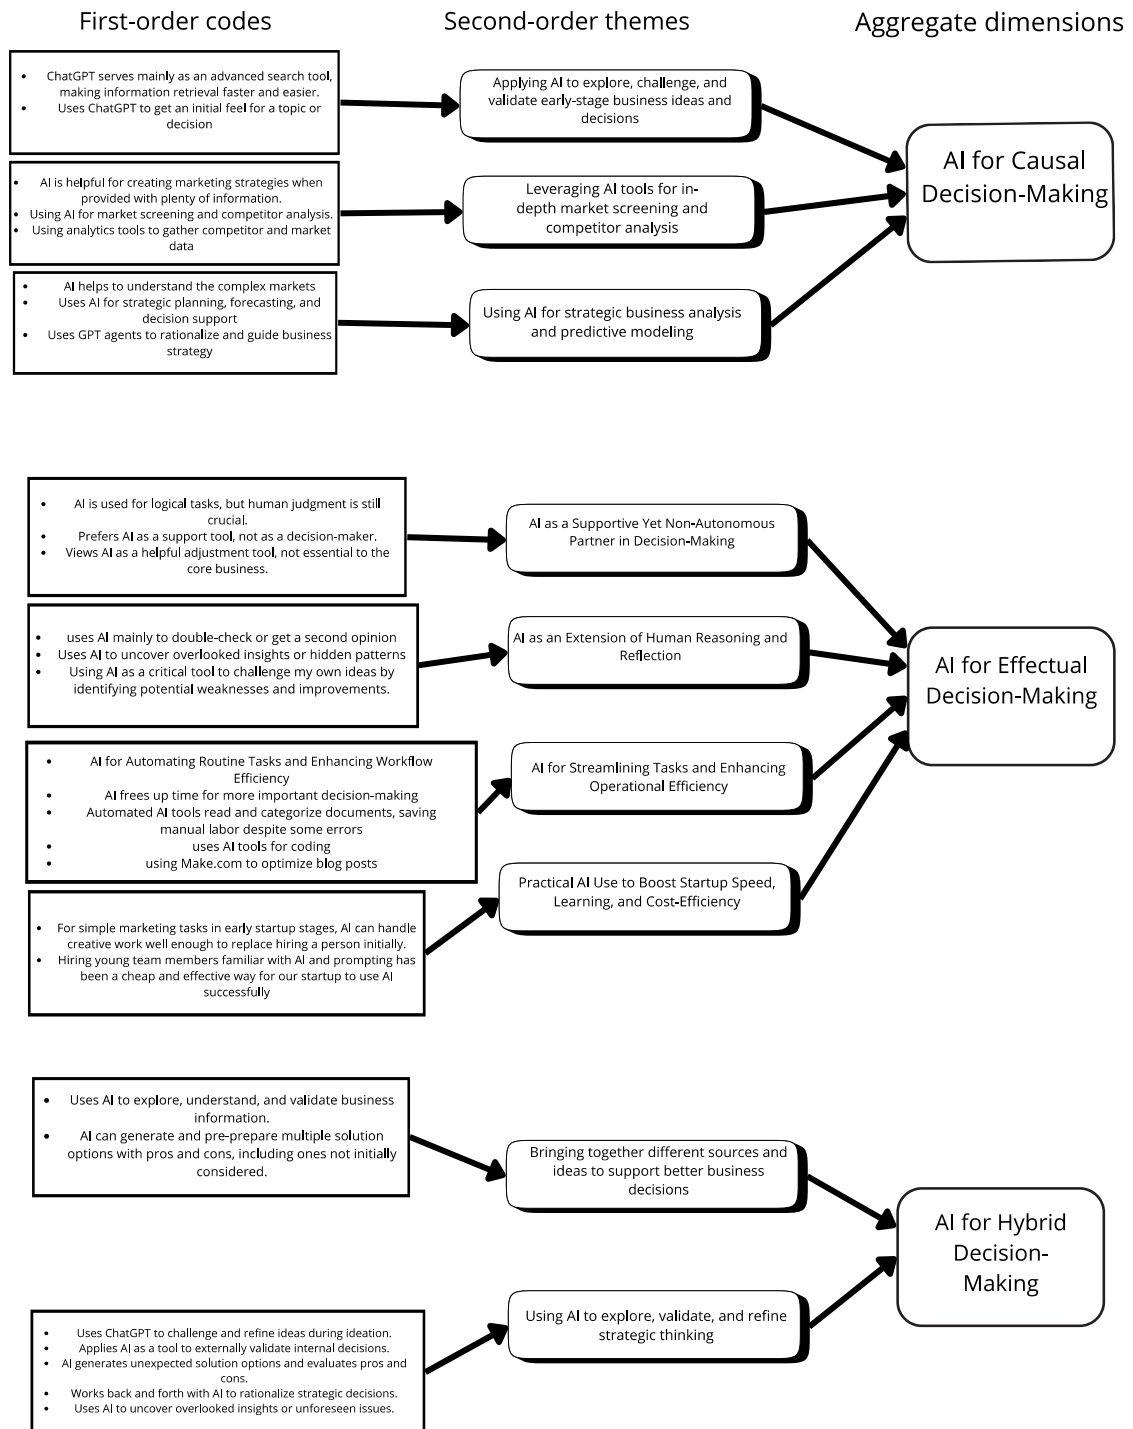 First-order codes
Second-order themes
Aggregate dimensions
• ChatGPT serves mainly as an advanced search tool,
making information retrieval faster and easier.
• Uses ChatGPT to get an initial feel for a topic or
decision
Applying AI to explore, challenge, and
validate early-stage business ideas and
decisions
• AI is helpful for creating marketing strategies when
provided with plenty of information.
• Using AI for market screening and competitor analysis.
• Using analytics tools to gather competitor and market
data
Leveraging AI tools for in-
depth market screening and
competitor analysis
• AI helps to understand the complex markets
• Uses AI for strategic planning, forecasting, and
decision support
• Uses GPT agents to rationalize and guide business
strategy
Using AI for strategic business analysis
and predictive modeling
AI for Causal
Decision-Making
• AI is used for logical tasks, but human judgment is still
crucial.
• Prefers AI as a support tool, not as a decision-maker.
• Views AI as a helpful adjustment tool, not essential to the
core business.
AI as a Supportive Yet Non-Autonomous
Partner in Decision-Making
• uses AI mainly to double-check or get a second opinion
• Uses AI to uncover overlooked insights or hidden patterns
• Using AI as a critical tool to challenge my own ideas by
identifying potential weaknesses and improvements.
AI as an Extension of Human Reasoning and
Reflection
• AI for Automating Routine Tasks and Enhancing Workflow
Efficiency
• AI frees up time for more important decision-making
• Automated AI tools read and categorize documents, saving
manual labor despite some errors
• uses AI tools for coding
• using Make.com to optimize blog posts
AI for Streamlining Tasks and Enhancing
Operational Efficiency
• For simple marketing tasks in early startup stages, AI can handle
creative work well enough to replace hiring a person initially.
• Hiring young team members familiar with AI and prompting has
been a cheap and effective way for our startup to use AI
successfully
Practical AI Use to Boost Startup Speed,
Learning, and Cost-Efficiency
AI for Effectual
Decision-Making
• Uses AI to explore, understand, and validate business
information.
• AI can generate and pre-prepare multiple solution
options with pros and cons, including ones not initially
considered.
Bringing together different sources and
ideas to support better business
decisions
• Uses ChatGPT to challenge and refine ideas during ideation.
• Applies AI as a tool to externally validate internal decisions.
• AI generates unexpected solution options and evaluates pros and
cons.
• Works back and forth with AI to rationalize strategic decisions.
• Uses AI to uncover overlooked insights or unforeseen issues.
Using AI to explore, validate, and refine
strategic thinking
AI for Hybrid
Decision-
Making